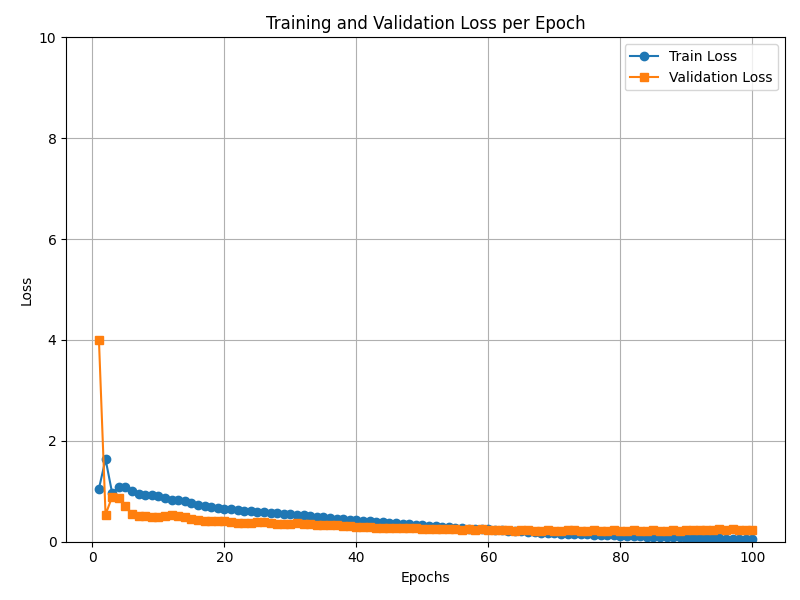 Training and Validation Loss per Epoch
Train Loss
Validation Loss
Loss
10
8
6
4
2
0
0 20 40 60 80 100
Epochs